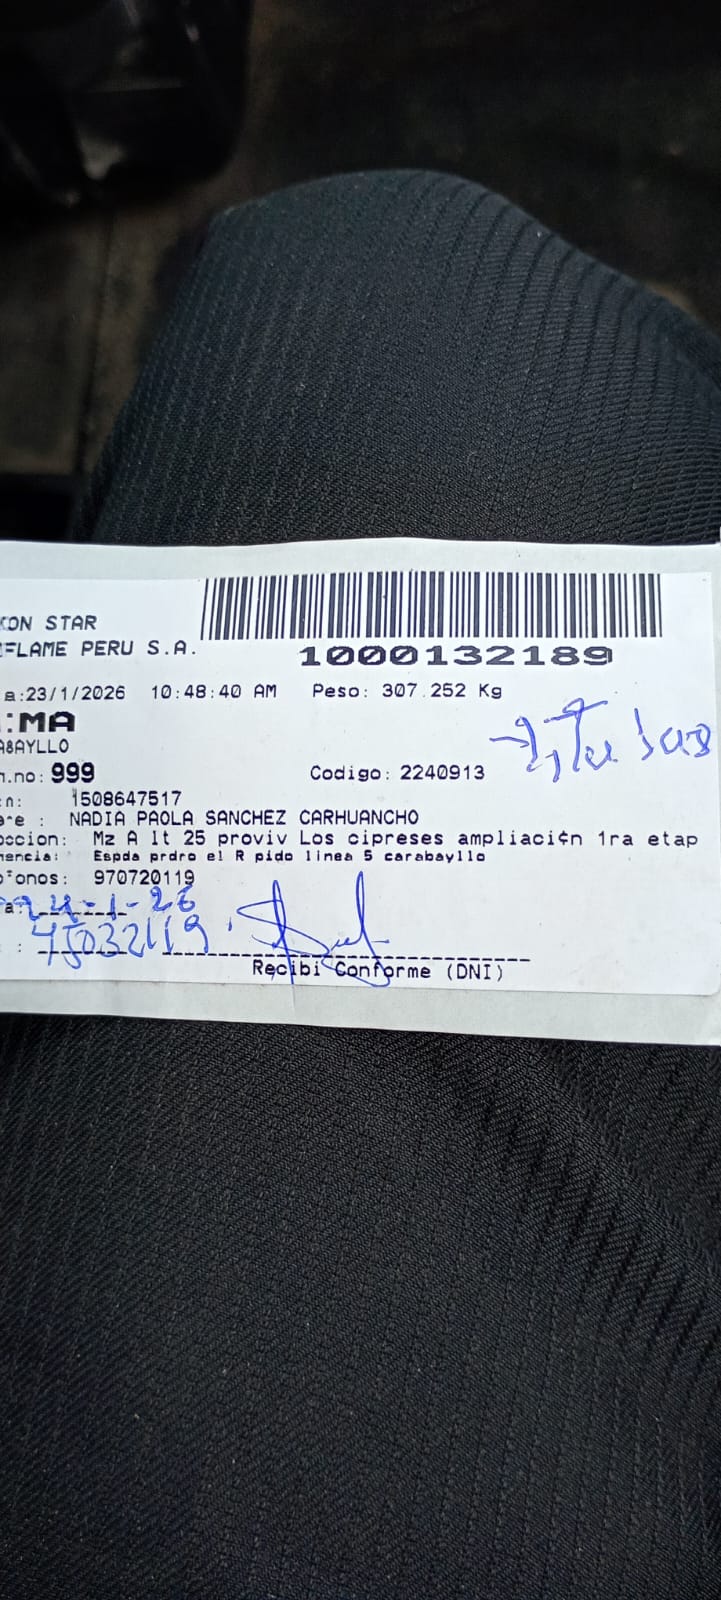 KON STAR
FLAME PERU S.A.
1000132189
a:23/1/2026 10:48:40 AM Peso: 307.252 Kg
:MA
ABAYLLO
n.no: 999 Codigo: 2240913
n: 1508647517
re : NADIA PAOLA SANCHEZ CARHUANCHO
ccion: Mz A lt 25 proviv Los cipreses ampliaci¢n 1ra etap
encia: Espda prdro el R pido linea 5 carabayllo
fonos: 970720119
a: 24-1-26
: 45032119
Recibi Conforme (DNI)